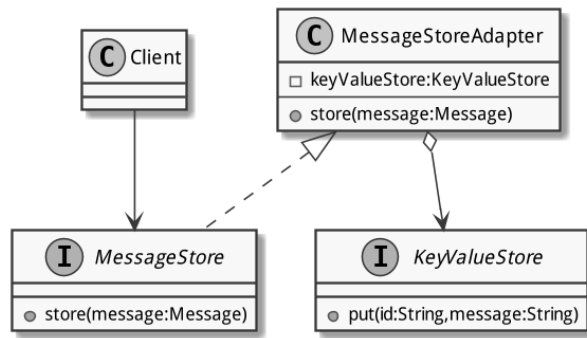 C Client
C MessageStoreAdapter
keyValueStore:KeyValueStore
store(message:Message)
I MessageStore
store(message:Message)
I KeyValueStore
put(id:String,message:String)